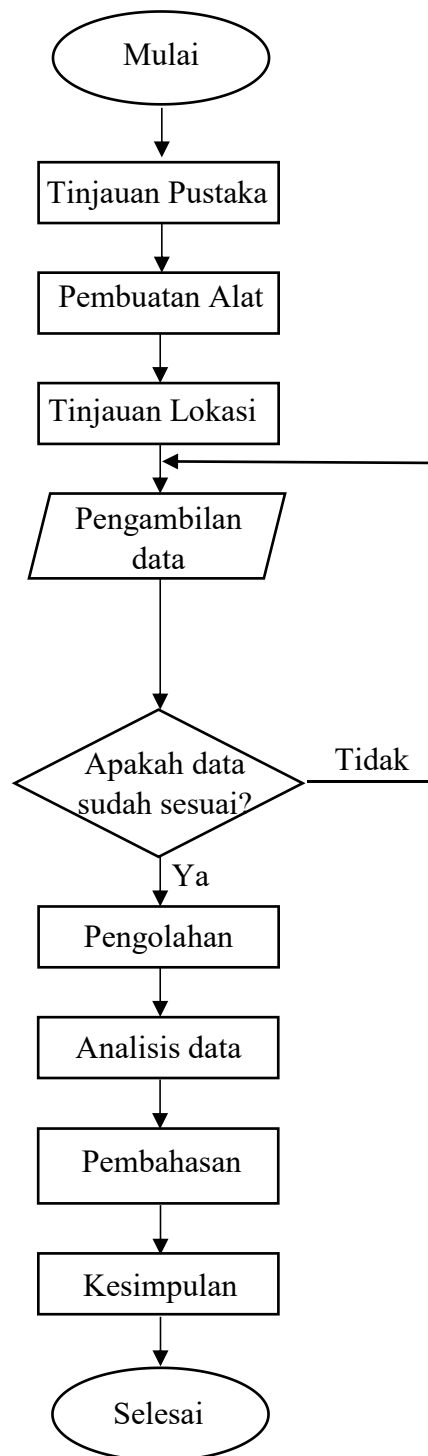 Mulai
Tinjauan Pustaka
Pembuatan Alat
Tinjauan Lokasi
Pengambilan
data
Apakah data
sudah sesuai?
Tidak
Ya
Pengolahan
Analisis data
Pembahasan
Kesimpulan
Selesai